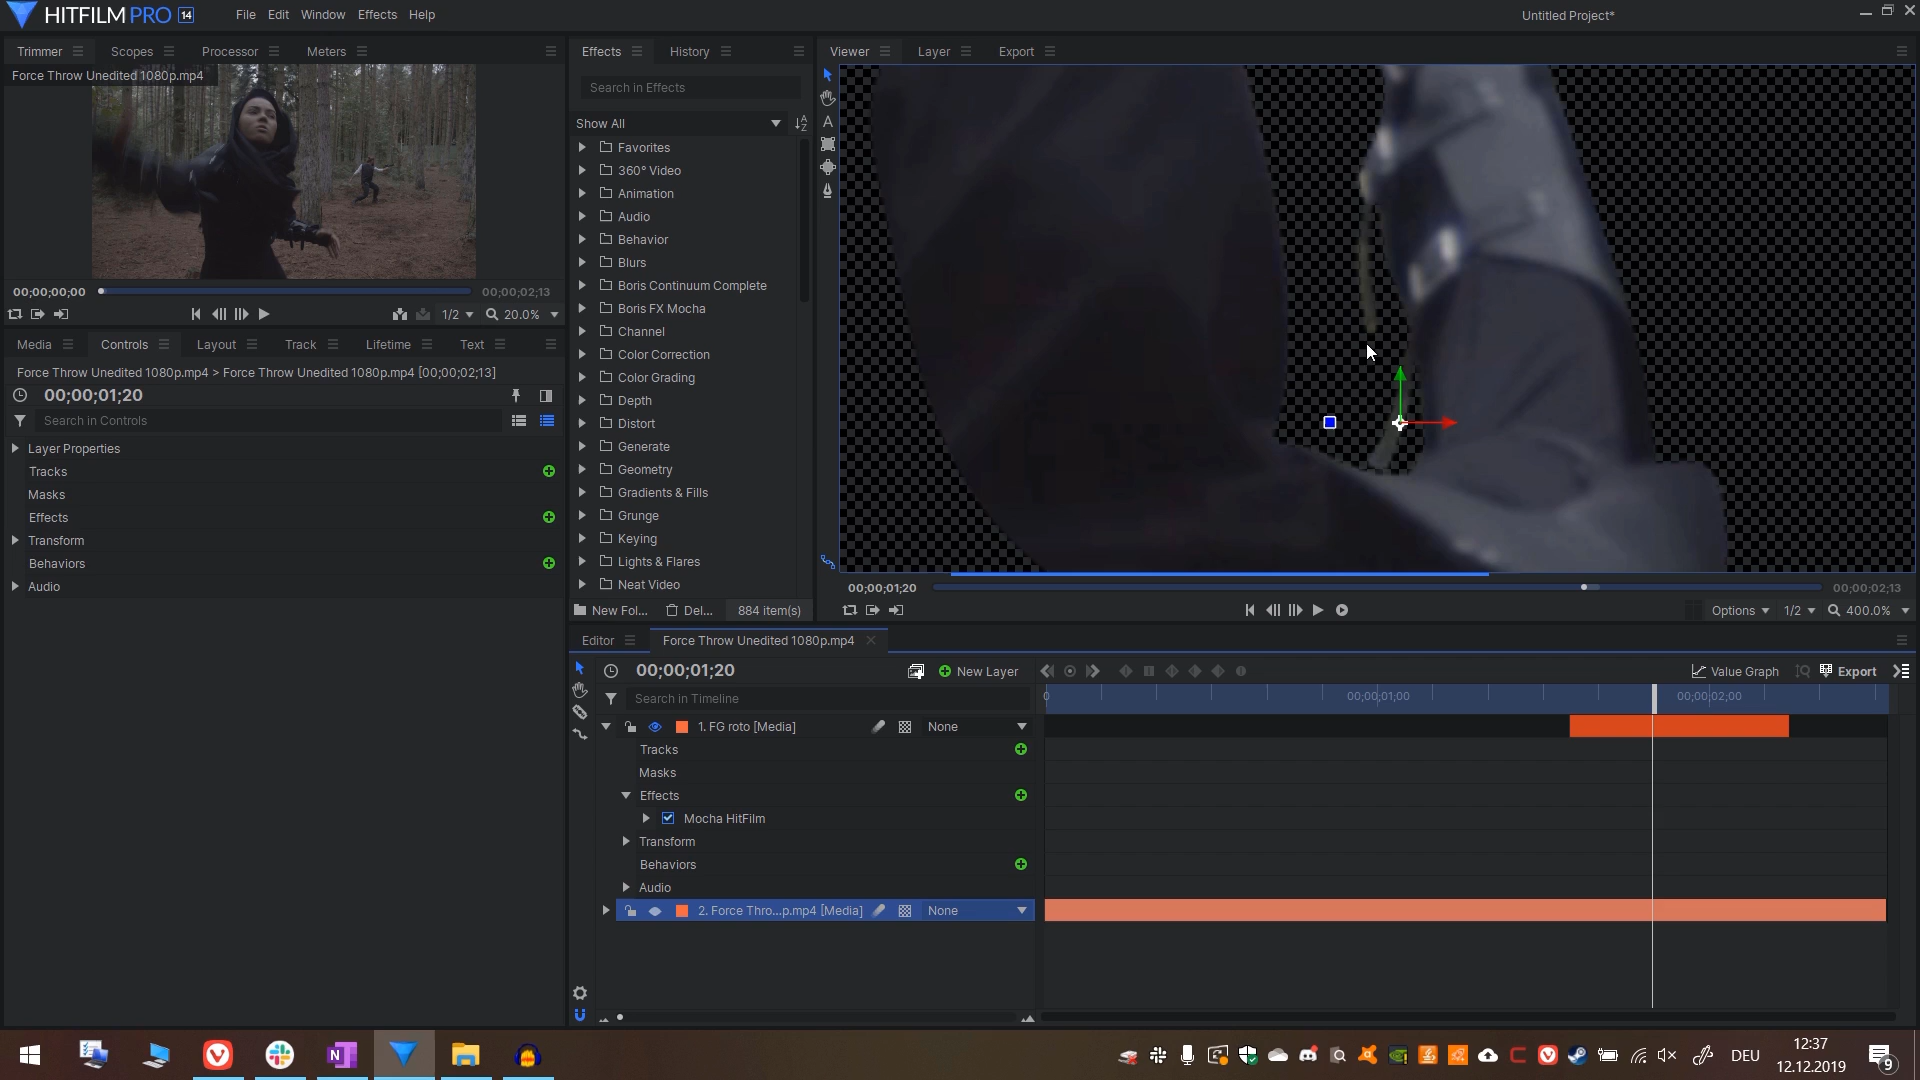 HITFILM PRO 14
File Edit Window Effects Help
Untitled Project*
Trimmer Scopes Processor Meters
Effects History
Viewer Layer Export
Force Throw Unedited 1080p.mp4
Search in Effects
Show All
Favorites
360° Video
Animation
Audio
Behavior
Blurs
Boris Continuum Complete
Boris FX Mocha
Channel
Color Correction
Color Grading
Depth
Distort
Generate
Geometry
Gradients & Fills
Grunge
Keying
Lights & Flares
Neat Video
New Fol... Del... 884 item(s)
00;00;00;00 00;00;02;13
1/2 20.0%
Media Controls Layout Track Lifetime Text
Force Throw Unedited 1080p.mp4 > Force Throw Unedited 1080p.mp4 [00;00;02;13]
00;00;01;20
Search in Controls
Layer Properties
Tracks
Masks
Effects
Transform
Behaviors
Audio
00;00;01;20 00;00;02;13
Options 1/2 400.0%
Editor Force Throw Unedited 1080p.mp4
00;00;01;20 New Layer Value Graph Export
Search in Timeline
0 00;00;01;00 00;00;02;00
1. FG roto [Media] None
Tracks
Masks
Effects
Mocha HitFilm
Transform
Behaviors
Audio
2. Force Thro...p.mp4 [Media] None
DEU
12:37
12.12.2019
9